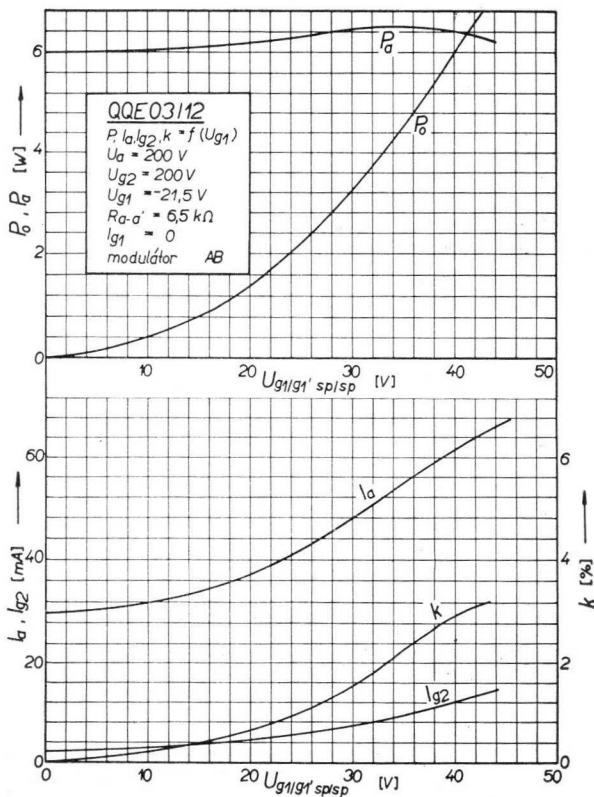 6
4
2
0
Po, Pa [W]
QQE03/12
P, Ia, Ig2, k = f (Ug1)
Ua = 200 V
Ug2 = 200 V
Ug1 = -21,5 V
Ra-a' = 6,5 kΩ
Ig1 = 0
modulátor AB
Pa
Po
10 20 30 40 50
Ug1/g1' sp/sp [V]
60
40
20
0
Ia, Ig2 [mA]
Ia
k
Ig2
6
4
2
0
k [%]
0 10 20 30 40 50
Ug1/g1' sp/sp [V]